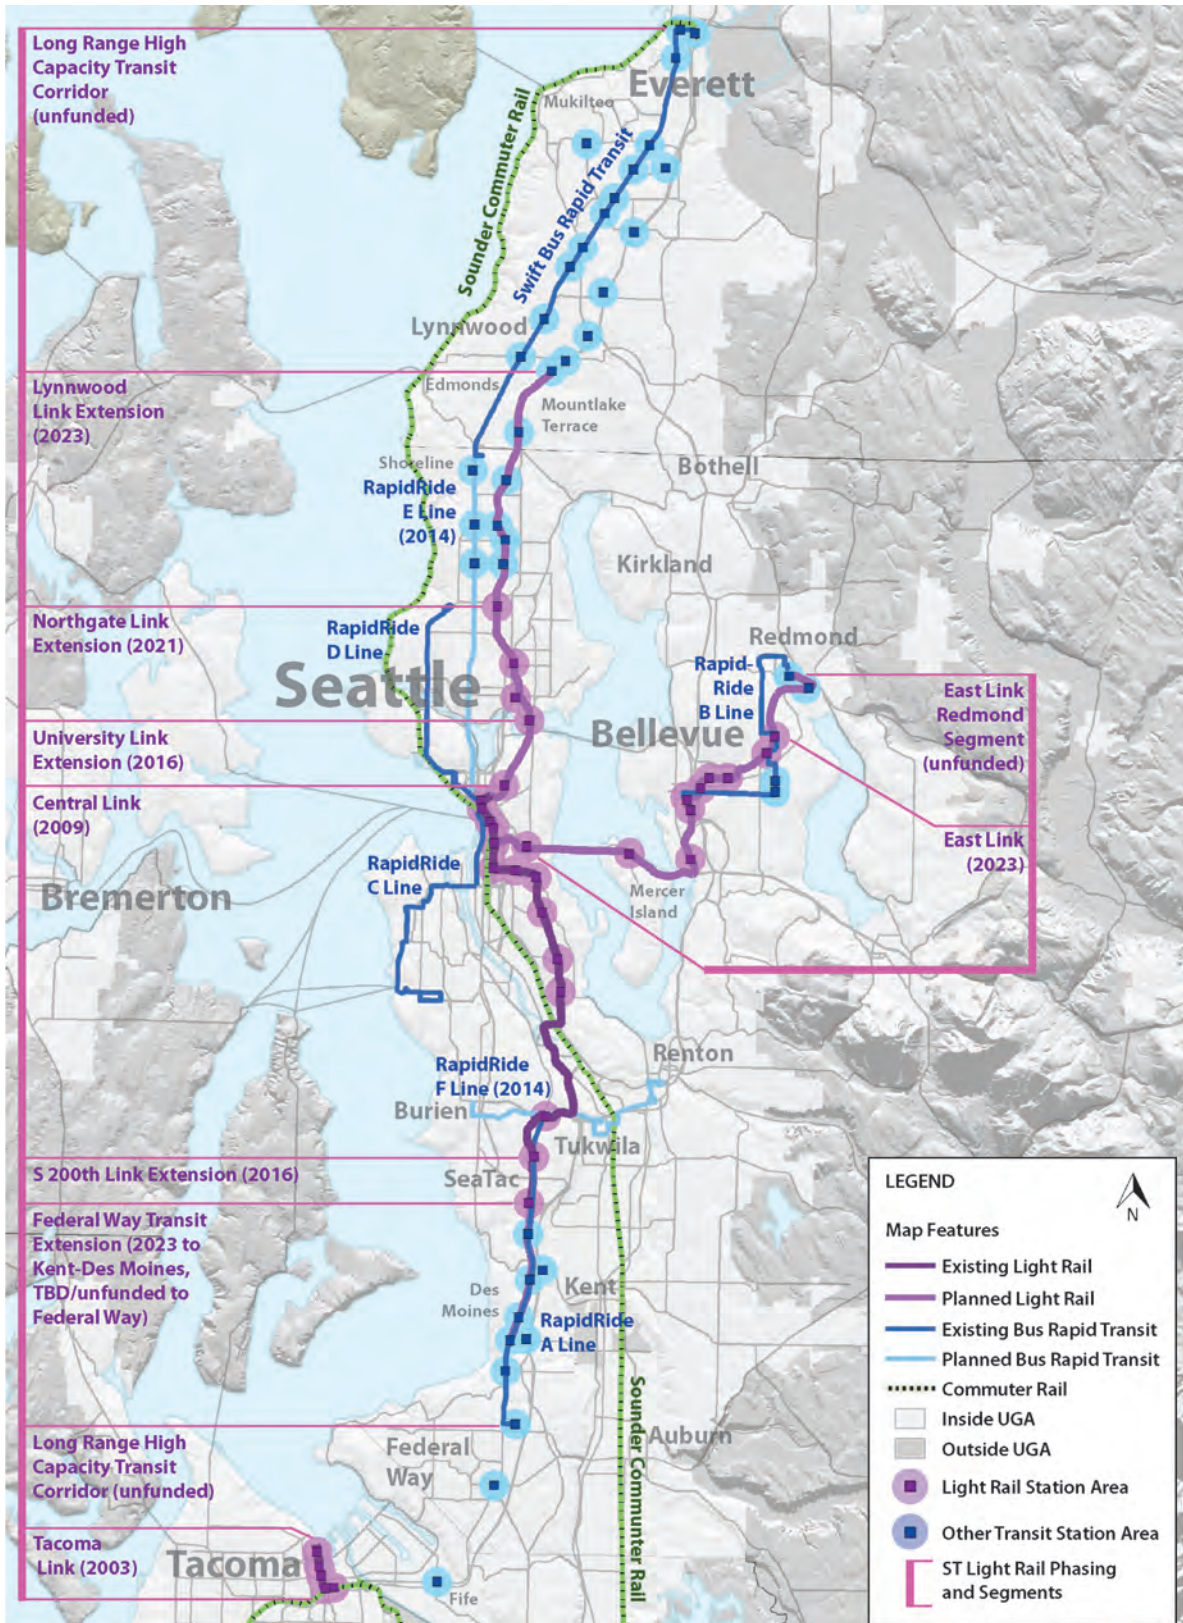 Long Range High
Capacity Transit
Corridor
(unfunded)
Everett
Mukilteo
Sounder Commuter Rail
Swift Bus Rapid Transit
Lynnwood
Edmonds
Lynnwood
Link Extension
(2023)
Mountlake
Terrace
Shoreline
Bothell
RapidRide
E Line
(2014)
Kirkland
Northgate Link
Extension (2021)
RapidRide
D Line
Redmond
Seattle
Rapid-
Ride
B Line
East Link
Redmond
Segment
(unfunded)
Bellevue
University Link
Extension (2016)
Central Link
(2009)
East Link
(2023)
RapidRide
C Line
Bremerton
Mercer
Island
Renton
RapidRide
F Line (2014)
Burien
Tukwila
S 200th Link Extension (2016)
SeaTac
Federal Way Transit
Extension (2023 to
Kent-Des Moines,
TBD/unfunded to
Federal Way)
Des
Moines
Kent
RapidRide
A Line
Sounder Communter Rail
Long Range High
Capacity Transit
Corridor (unfunded)
Federal
Way
Auburn
Tacoma
Link (2003)
Tacoma
Fife
LEGEND
N
Map Features
Existing Light Rail
Planned Light Rail
Existing Bus Rapid Transit
Planned Bus Rapid Transit
Commuter Rail
Inside UGA
Outside UGA
Light Rail Station Area
Other Transit Station Area
ST Light Rail Phasing
and Segments